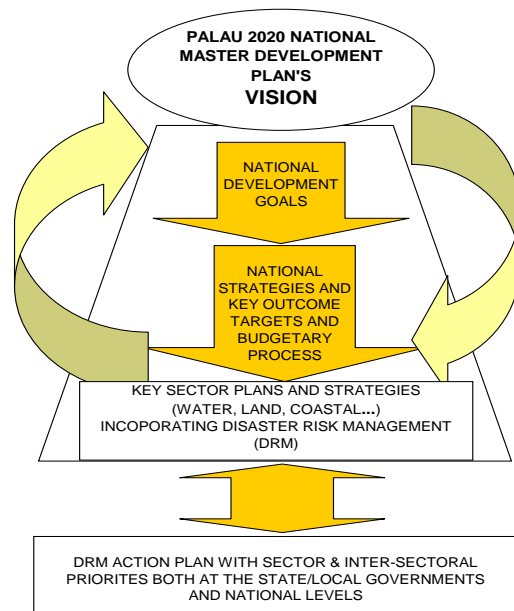 PALAU 2020 NATIONAL
MASTER DEVELOPMENT
PLAN'S
VISION
NATIONAL
DEVELOPMENT
GOALS
NATIONAL
STRATEGIES AND
KEY OUTCOME
TARGETS AND
BUDGETARY
PROCESS
KEY SECTOR PLANS AND STRATEGIES
(WATER, LAND, COASTAL...)
INCOPORATING DISASTER RISK MANAGEMENT
(DRM)
DRM ACTION PLAN WITH SECTOR & INTER-SECTORAL
PRIORITES BOTH AT THE STATE/LOCAL GOVERNMENTS
AND NATIONAL LEVELS